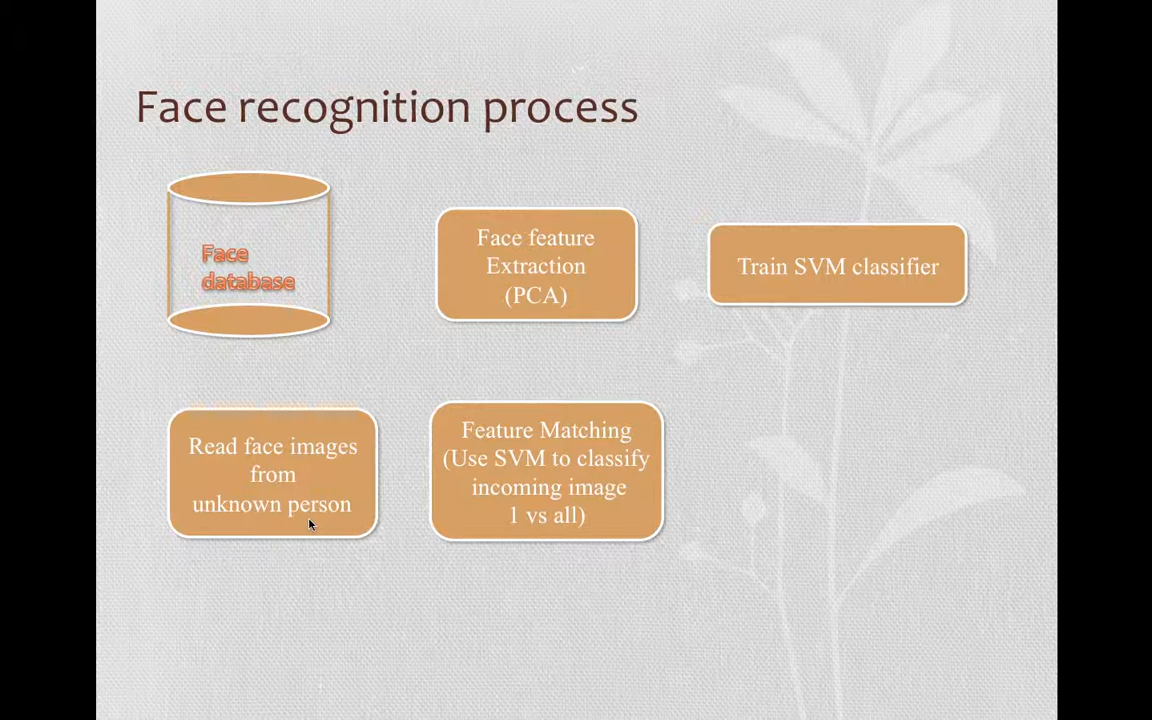 Face recognition process
Face
database
Face feature
Extraction
(PCA)
Train SVM classifier
Read face images
from
unknown person
Feature Matching
(Use SVM to classify
incoming image
1 vs all)